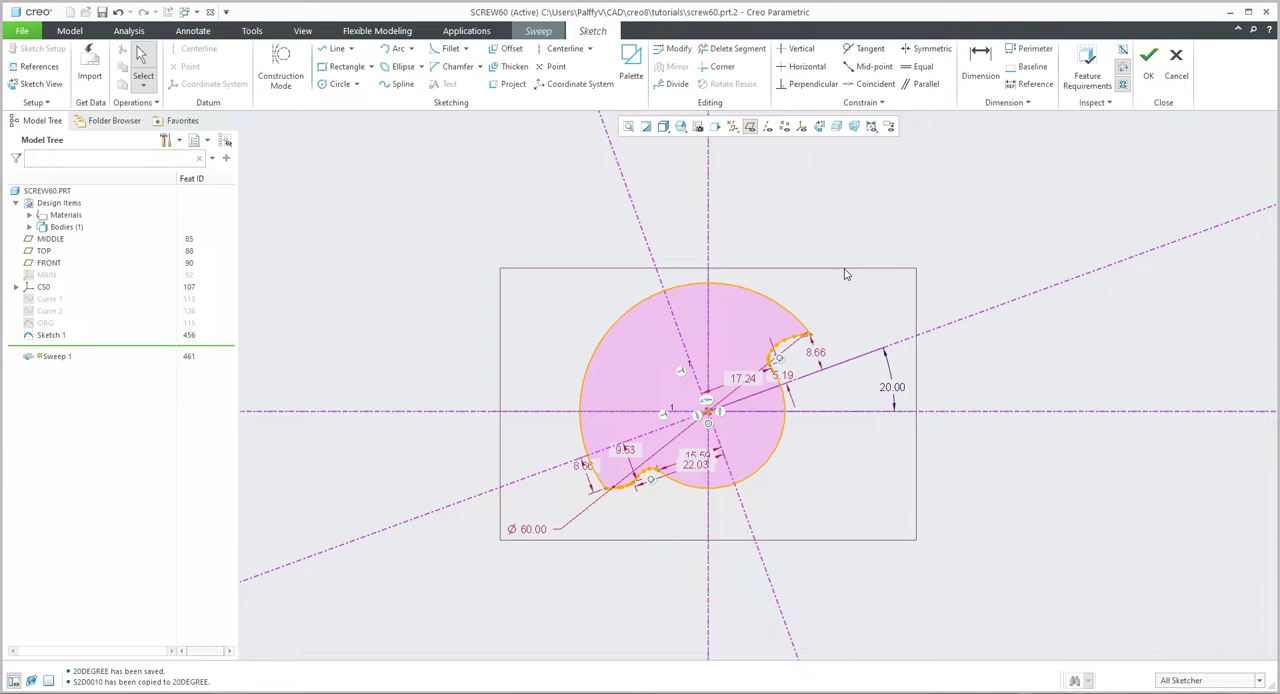 creo
SCREW60 (Active) C:\Users\PalffyV\CAD\creo8\tutorials\screw60.prt.2 - Creo Parametric
File
Model
Analysis
Annotate
Tools
View
Flexible Modeling
Applications
Sweep
Sketch
Sketch Setup
References
Sketch View
Setup
Import
Get Data
Select
Operations
Centerline
Point
Coordinate System
Datum
Construction
Mode
Line
Arc
Fillet
Offset
Centerline
Rectangle
Ellipse
Chamfer
Thicken
Point
Circle
Spline
Text
Project
Coordinate System
Sketching
Palette
Modify
Delete Segment
Mirror
Corner
Divide
Rotate Resize
Editing
Vertical
Tangent
Symmetric
Horizontal
Mid-point
Equal
Perpendicular
Coincident
Parallel
Constrain
Dimension
Perimeter
Baseline
Reference
Dimension
Feature
Requirements
Inspect
OK
Cancel
Close
Model Tree
Folder Browser
Favorites
Model Tree
Feat ID
SCREW60.PRT
Design Items
Materials
Bodies (1)
MIDDLE 85
TOP 88
FRONT 90
MAIN 92
CS0 107
Curve 1 113
Curve 2 126
ORG 115
Sketch 1 456
Sweep 1 461
8.66
17.24
5.19
20.00
1
1
9.53
8.66
15.59
22.03
Ø 60.00
20DEGREE has been saved.
S2D0010 has been copied to 20DEGREE.
All Sketcher